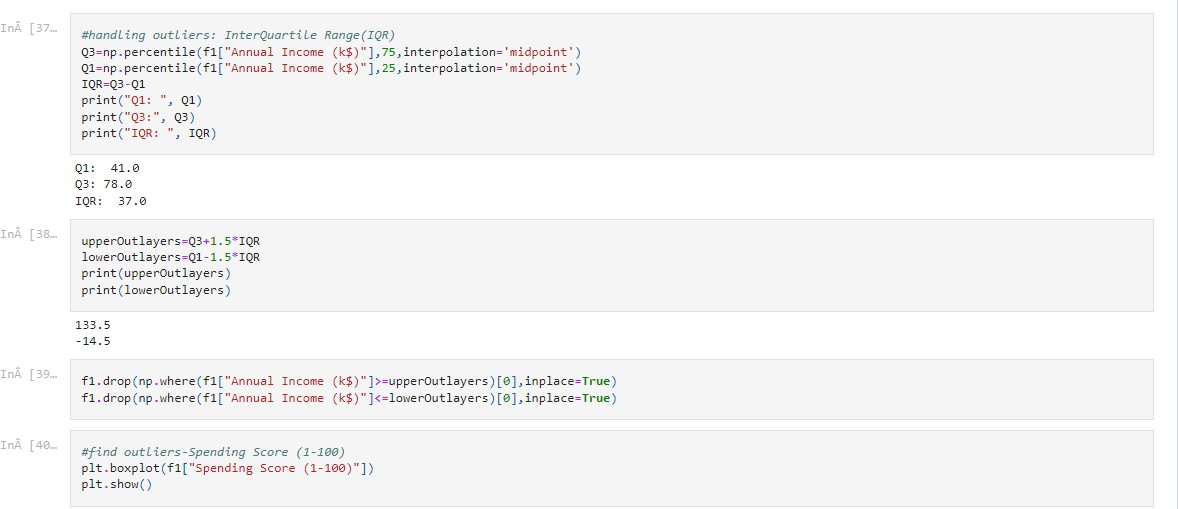 InÂ [37…
#handling outliers: InterQuartile Range(IQR)
Q3=np.percentile(f1["Annual Income (k$)"],75,interpolation='midpoint')
Q1=np.percentile(f1["Annual Income (k$)"],25,interpolation='midpoint')
IQR=Q3-Q1
print("Q1: ", Q1)
print("Q3:", Q3)
print("IQR: ", IQR)
Q1:  41.0
Q3: 78.0
IQR:  37.0
InÂ [38…
upperOutlayers=Q3+1.5*IQR
lowerOutlayers=Q1-1.5*IQR
print(upperOutlayers)
print(lowerOutlayers)
133.5
-14.5
InÂ [39…
f1.drop(np.where(f1["Annual Income (k$)"]>=upperOutlayers)[0],inplace=True)
f1.drop(np.where(f1["Annual Income (k$)"]<=lowerOutlayers)[0],inplace=True)
InÂ [40…
#find outliers-Spending Score (1-100)
plt.boxplot(f1["Spending Score (1-100)"])
plt.show()